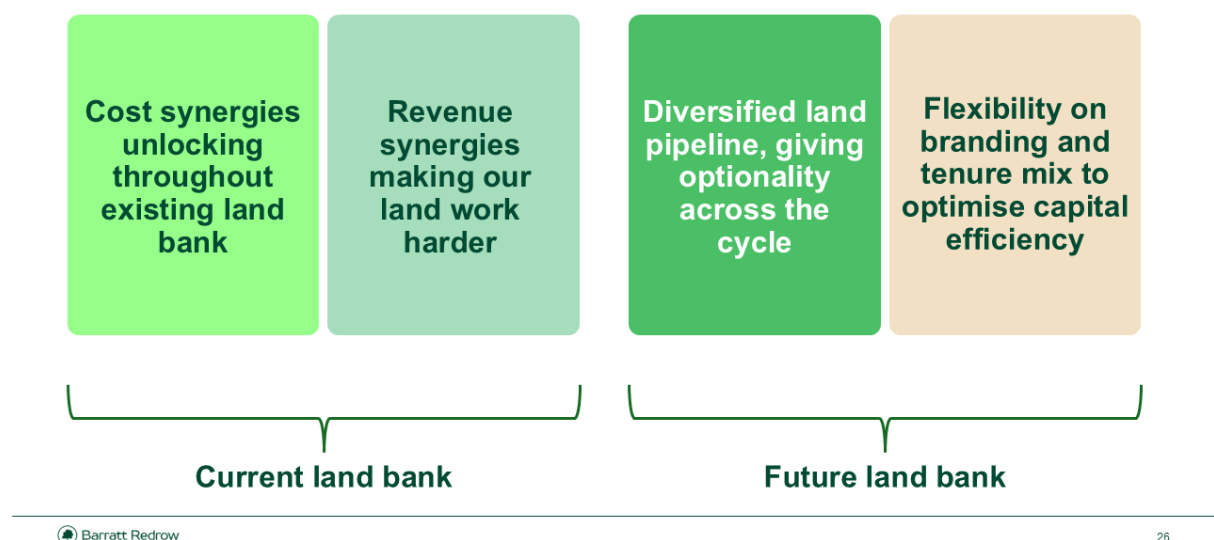 Cost synergies
unlocking
throughout
existing land
bank
Revenue
synergies
making our
land work
harder
Diversified land
pipeline, giving
optionality
across the
cycle
Flexibility on
branding and
tenure mix to
optimise capital
efficiency
Current land bank
Future land bank
Barratt Redrow
26